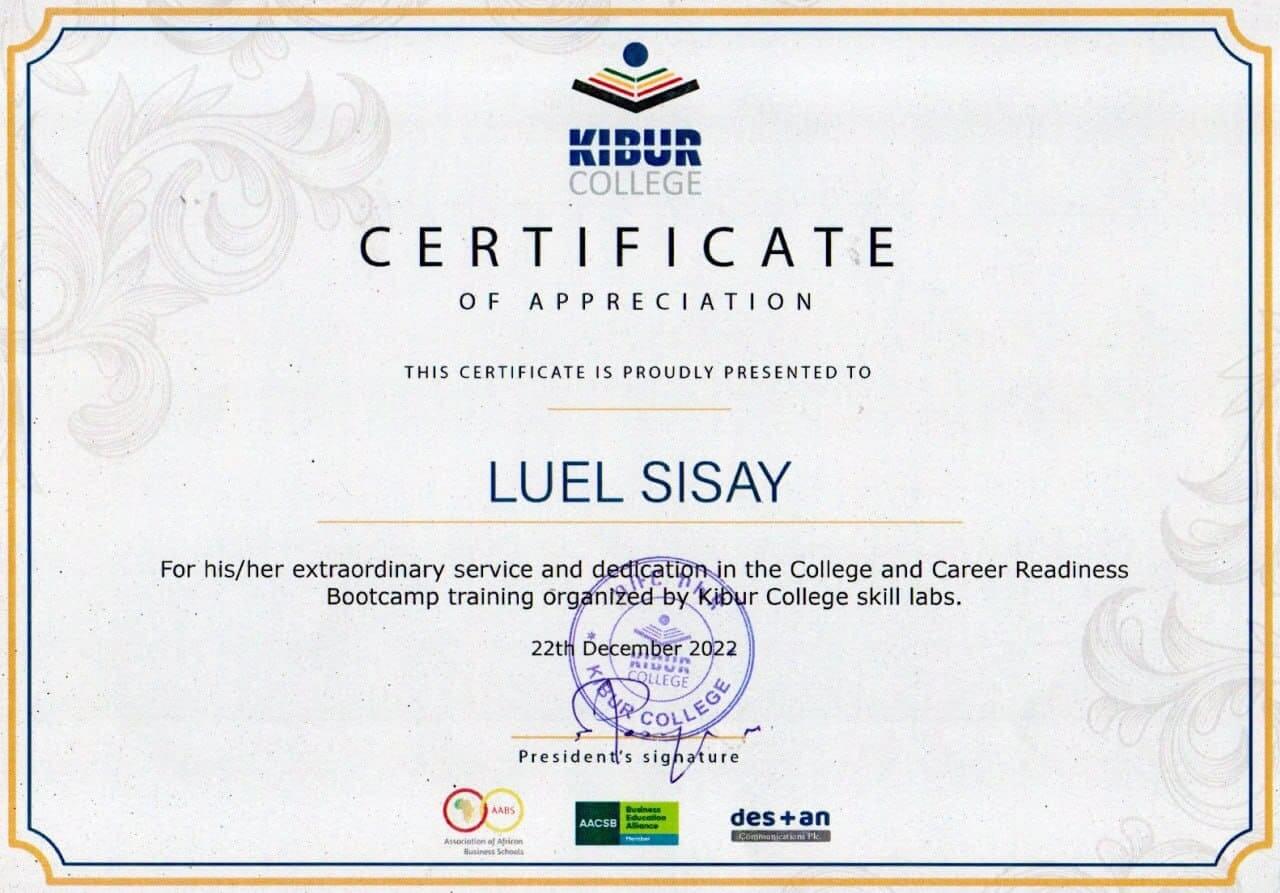 KIBUR
COLLEGE
CERTIFICATE
OF APPRECIATION
THIS CERTIFICATE IS PROUDLY PRESENTED TO
LUEL SISAY
For his/her extraordinary service and dedication in the College and Career Readiness
Bootcamp training organized by Kibur College skill labs.
22th December 2022
KIBUR
COLLEGE
KIBUR COLLEGE
President's signature
AABS
Association of African
Business Schools
AACSB
Business
Education
Alliance
Member
des+an
Communications Plc.